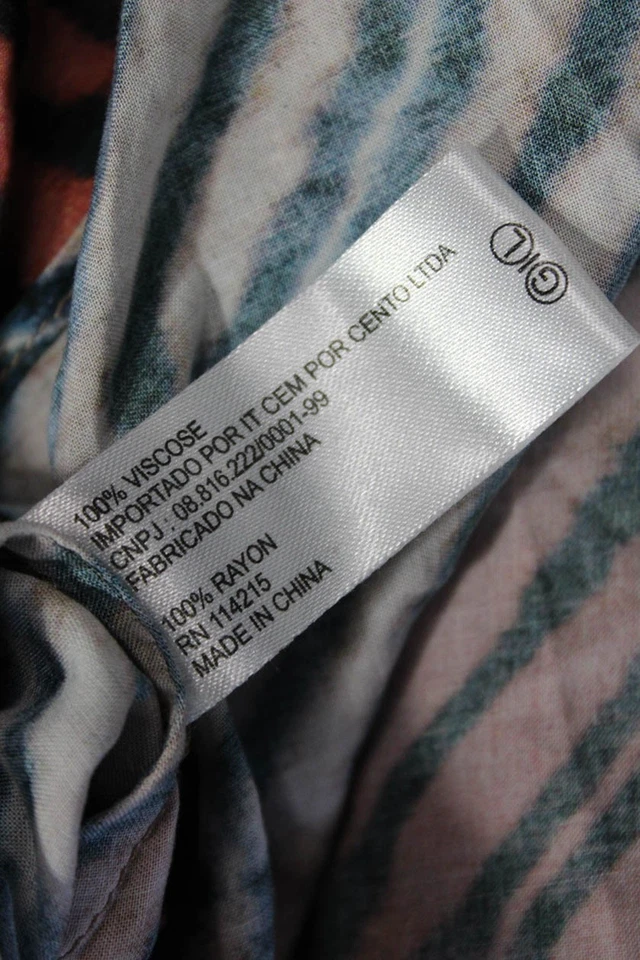 100% VISCOSE
IMPORTADO POR IT CEM POR CENTO LTDA
CNPJ : 08.816.222/0001-99
FABRICADO NA CHINA
100% RAYON
RN 114215
MADE IN CHINA